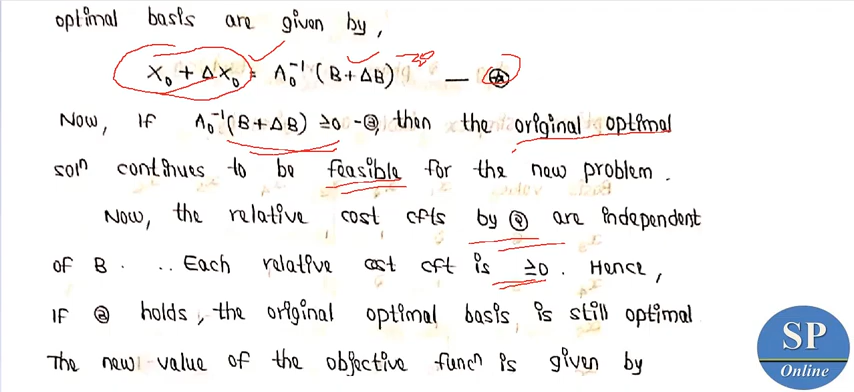 optimal basis are given by,
X₀ + ΔX₀ = A₀⁻¹ (B + ΔB) — ⊛
Now, If A₀⁻¹ (B + ΔB) ≥0 -ⓐ, then the original optimal
solⁿ continues to be feasible for the new problem.
Now, the relative cost cfts by ④ are independent
of B. ∴ Each relative cost cft is ≥0. Hence,
If ⓐ holds, the original optimal basis is still optimal
The new value of the objective funcⁿ is given by
SP
Online